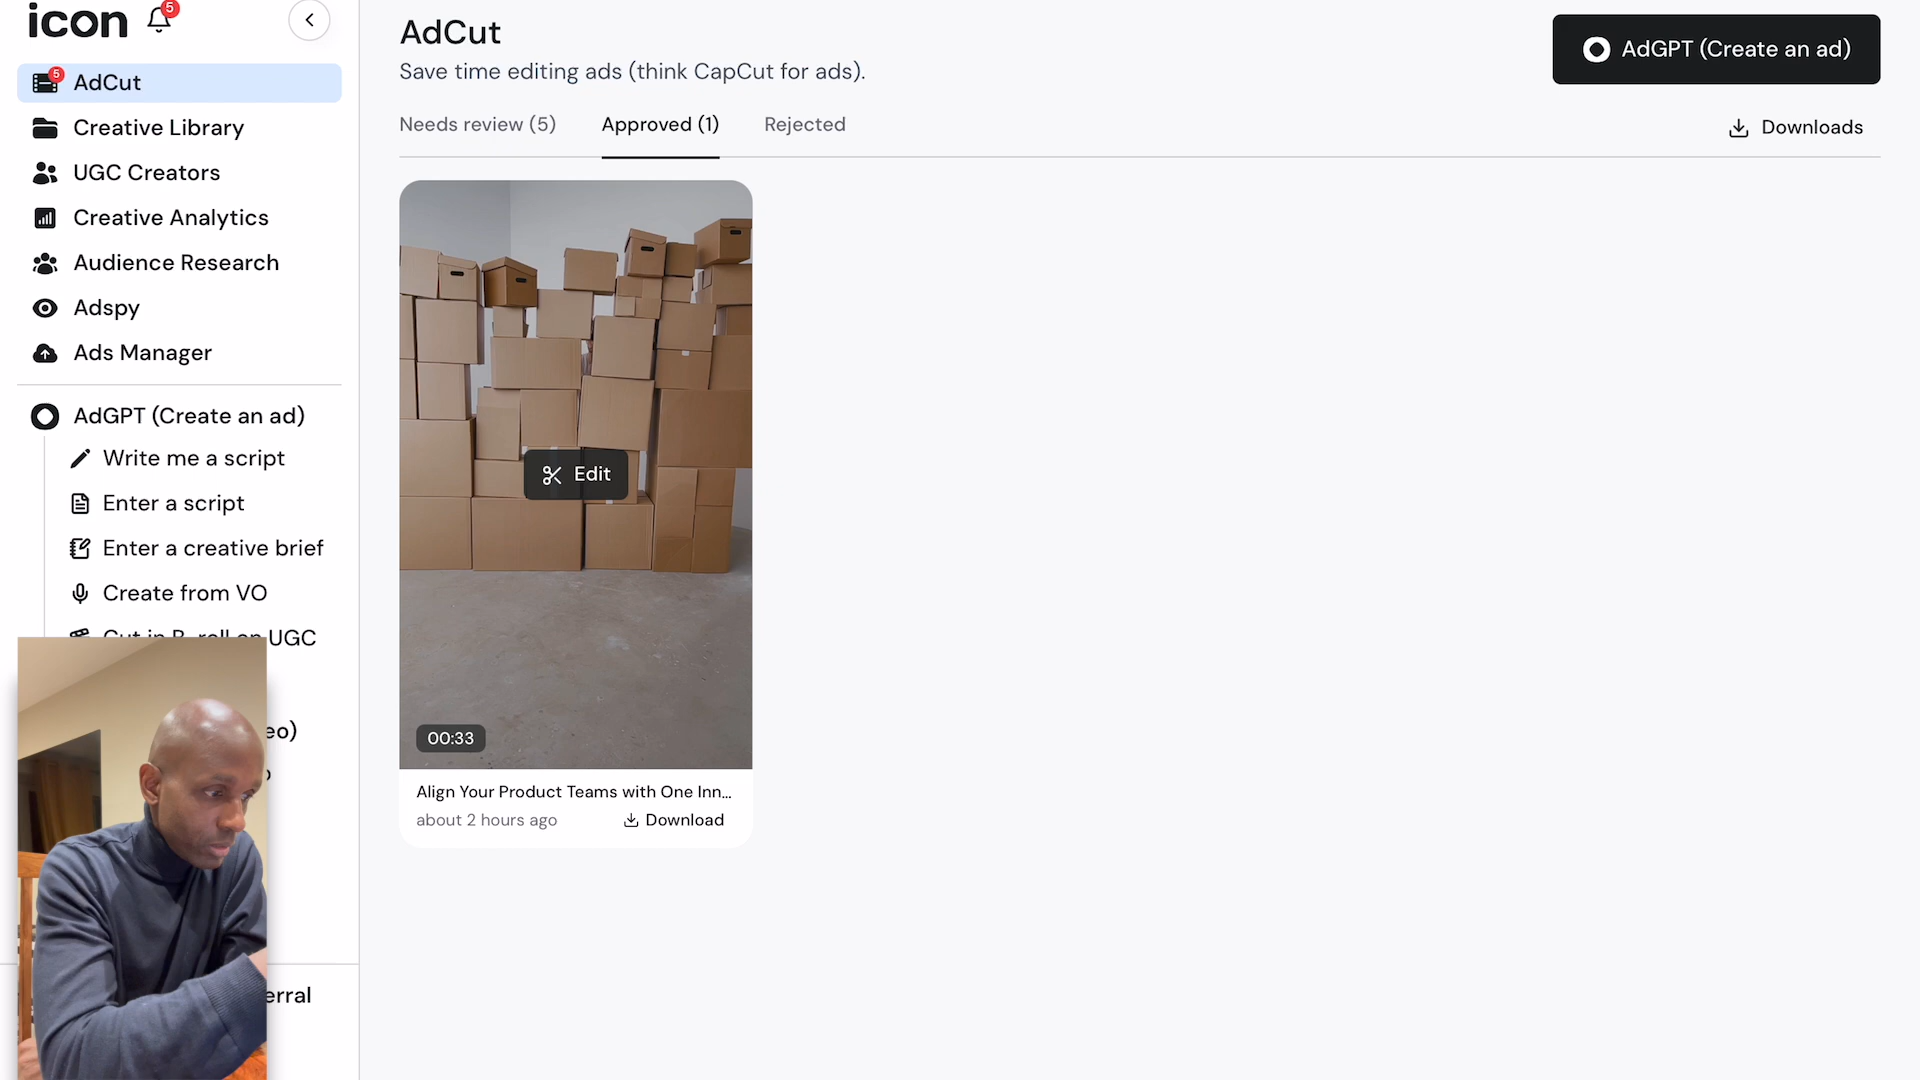 icon
5
5
AdCut
Creative Library
UGC Creators
Creative Analytics
Audience Research
Adspy
Ads Manager
AdGPT (Create an ad)
Write me a script
Enter a script
Enter a creative brief
Create from VO
UGC
eo)
erral
AdCut
Save time editing ads (think CapCut for ads).
AdGPT (Create an ad)
Needs review (5)
Approved (1)
Rejected
Downloads
Edit
00:33
Align Your Product Teams with One Inn...
about 2 hours ago
Download